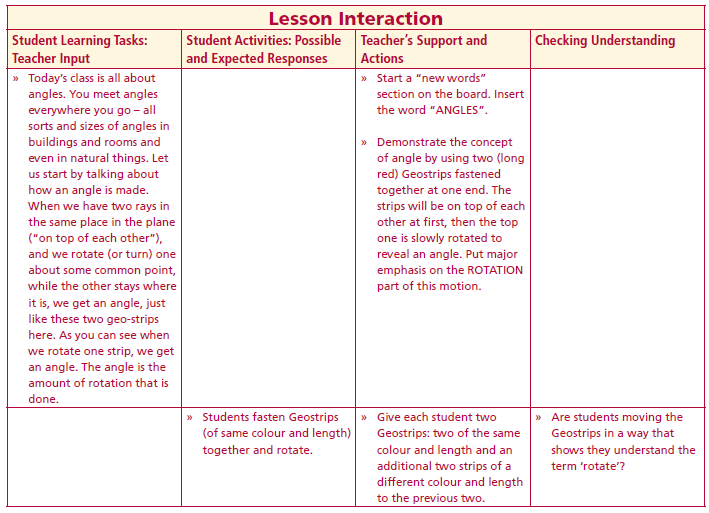 Lesson Interaction
Student Learning Tasks:
Teacher Input
Student Activities: Possible
and Expected Responses
Teacher's Support and
Actions
Checking Understanding
» Today's class is all about
angles. You meet angles
everywhere you go – all
sorts and sizes of angles in
buildings and rooms and
even in natural things. Let
us start by talking about
how an angle is made.
When we have two rays in
the same place in the plane
("on top of each other"),
and we rotate (or turn) one
about some common point,
while the other stays where
it is, we get an angle, just
like these two geo-strips
here. As you can see when
we rotate one strip, we get
an angle. The angle is the
amount of rotation that is
done.
» Start a "new words"
section on the board. Insert
the word "ANGLES".
» Demonstrate the concept
of angle by using two (long
red) Geostrips fastened
together at one end. The
strips will be on top of each
other at first, then the top
one is slowly rotated to
reveal an angle. Put major
emphasis on the ROTATION
part of this motion.
» Students fasten Geostrips
(of same colour and length)
together and rotate.
» Give each student two
Geostrips: two of the same
colour and length and an
additional two strips of a
different colour and length
to the previous two.
» Are students moving the
Geostrips in a way that
shows they understand the
term 'rotate'?